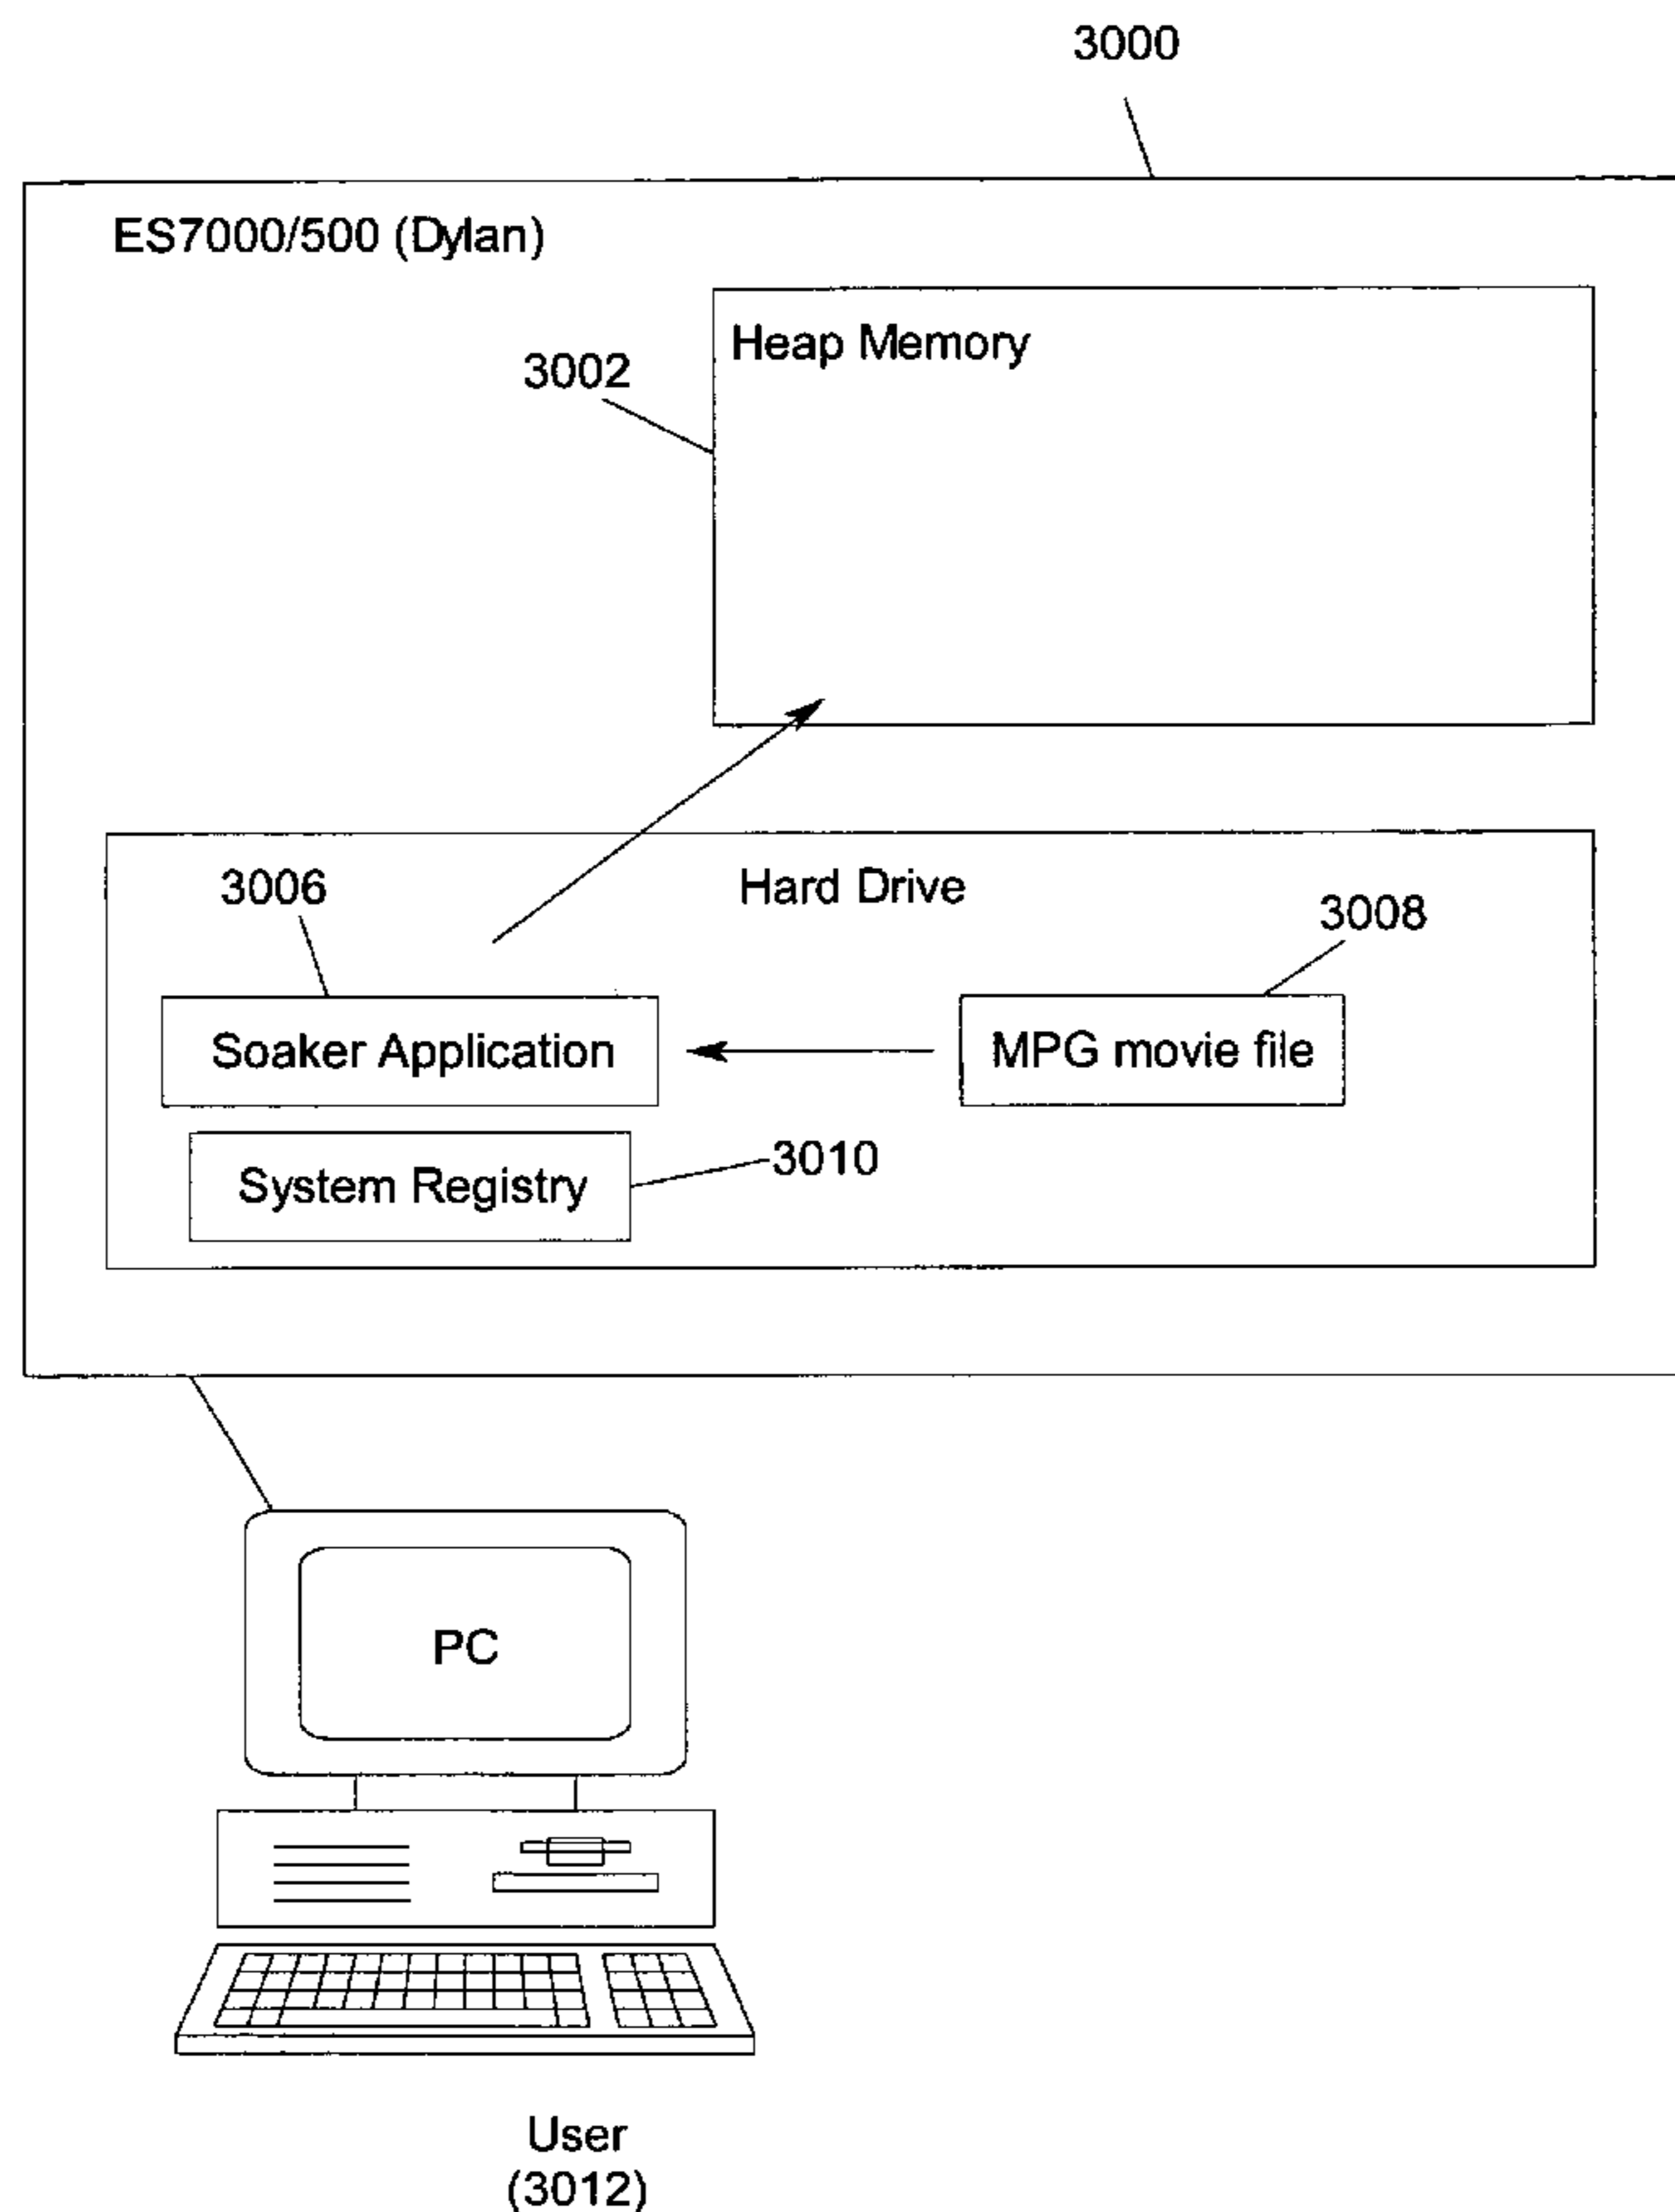 3000
ES7000/500 (Dylan)
Heap Memory
3002
Hard Drive
3006
3008
Soaker Application
MPG movie file
System Registry
3010
PC
User
(3012)